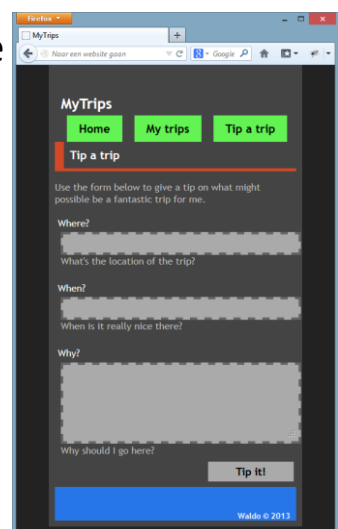 e
Firefox
MyTrips
Naar een website gaan
Google
MyTrips
Home My trips Tip a trip
Tip a trip
Use the form below to give a tip on what might
possible be a fantastic trip for me.
Where?
What's the location of the trip?
When?
When is it really nice there?
Why?
Why should I go here?
Tip it!
Waldo © 2013